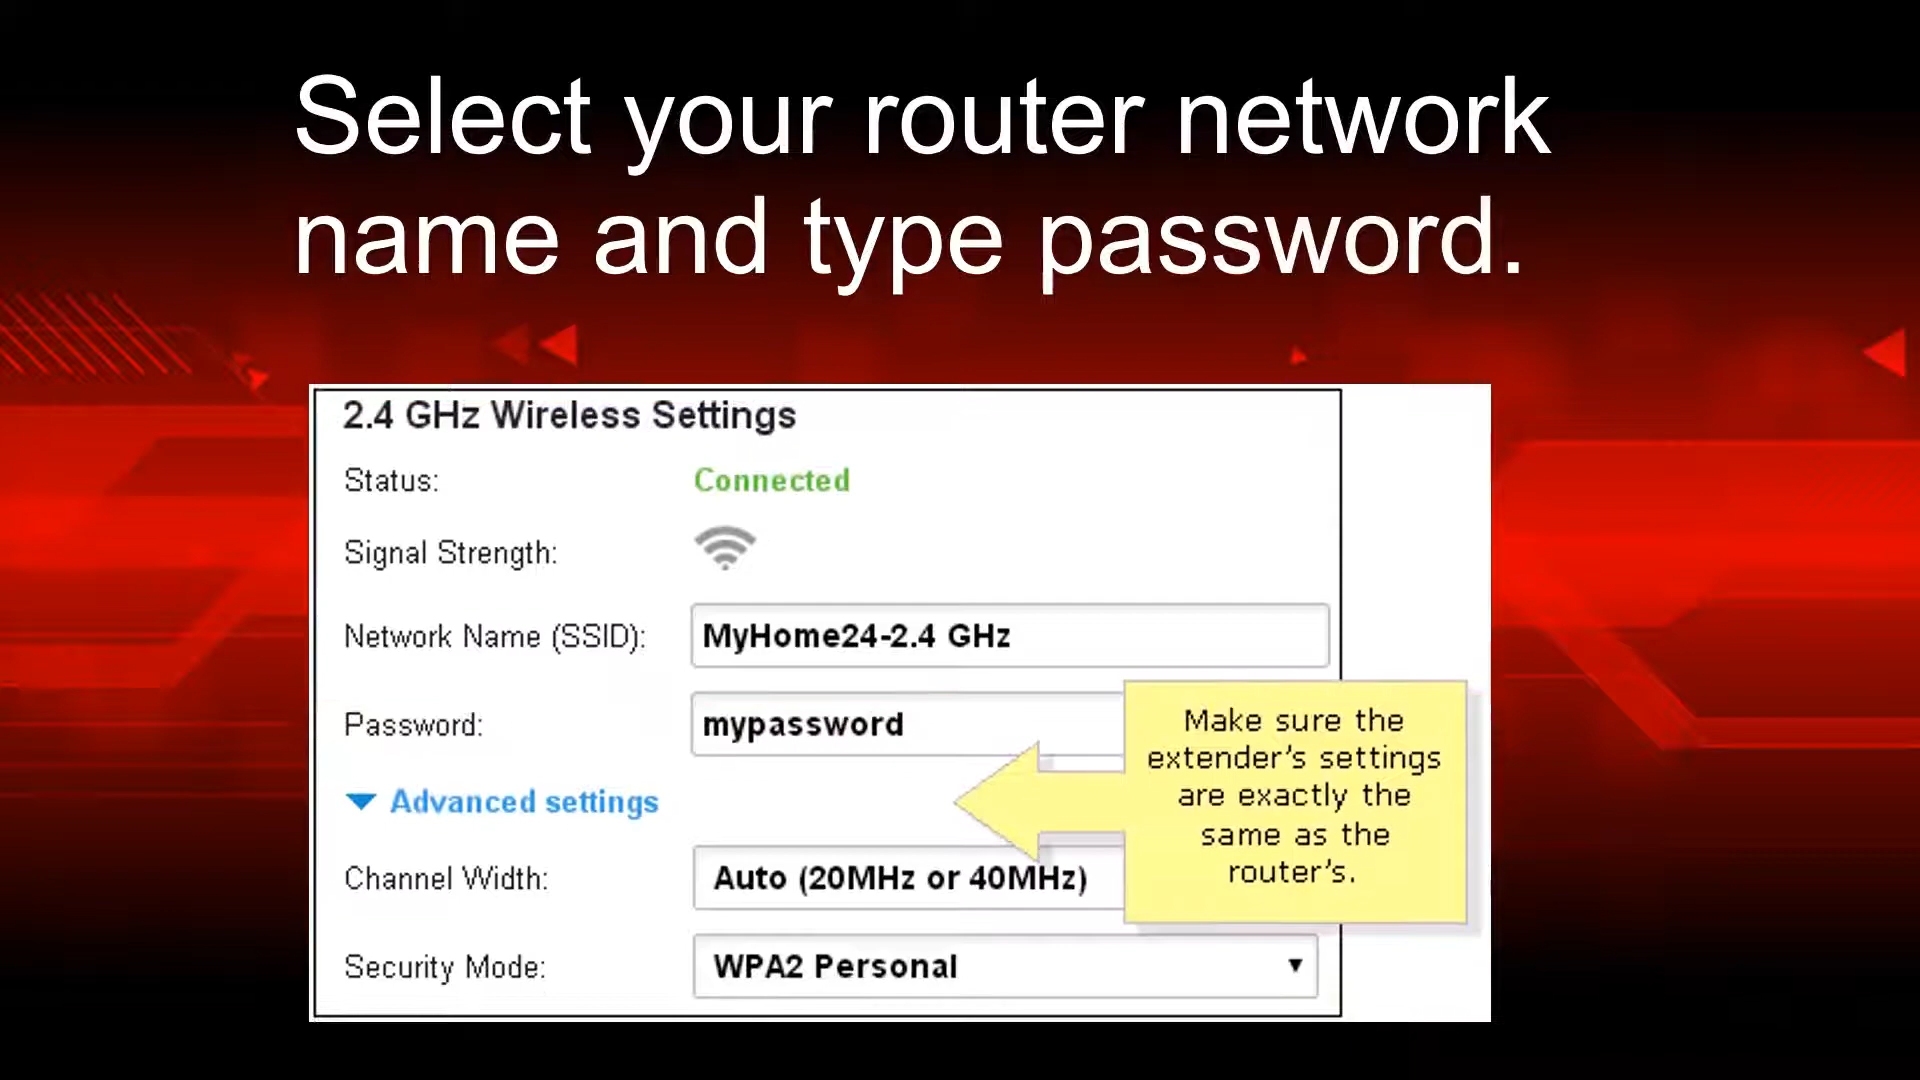 Select your router network
name and type password.
2.4 GHz Wireless Settings
Status: Connected
Signal Strength:
Network Name (SSID): MyHome24-2.4 GHz
Password: mypassword
Make sure the
extender's settings
are exactly the
same as the
router's.
Advanced settings
Channel Width: Auto (20MHz or 40MHz)
Security Mode: WPA2 Personal